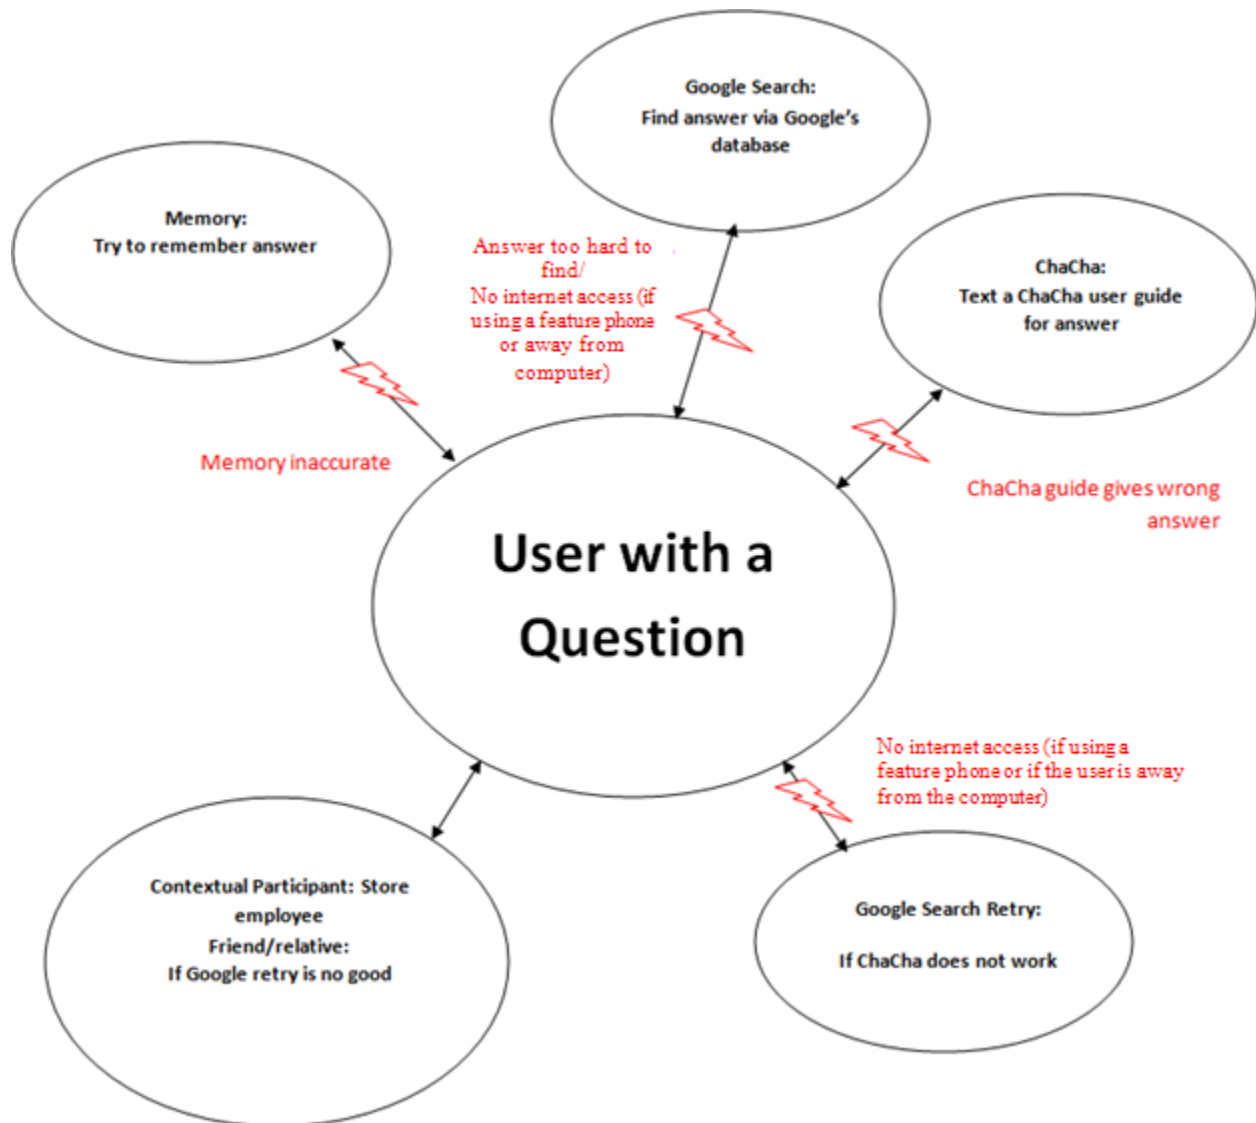 Google Search:
Find answer via Google's
database
Memory:
Try to remember answer
Answer too hard to
find/
No internet access (if
using a feature phone
or away from
computer)
ChaCha:
Text a ChaCha user guide
for answer
Memory inaccurate
ChaCha guide gives wrong
answer
User with a
Question
No internet access (if using a
feature phone or if the user is away
from the computer)
Contextual Participant: Store
employee
Friend/relative:
If Google retry is no good
Google Search Retry:
If ChaCha does not work